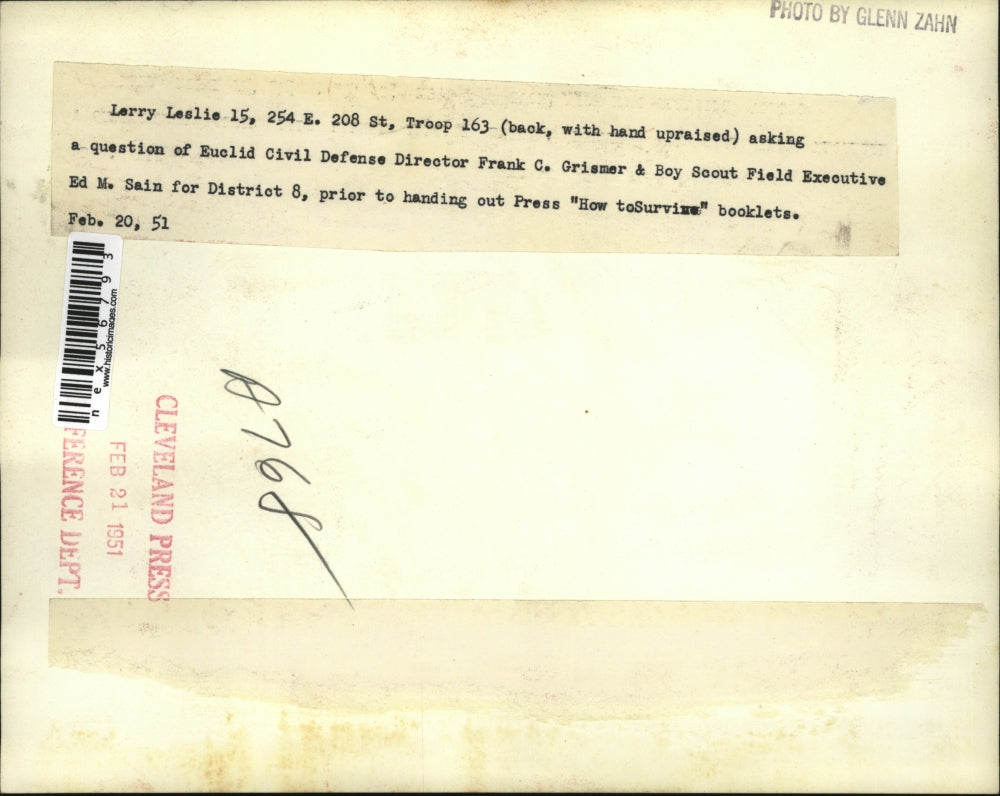 PHOTO BY GLENN ZAHN
Lerry Leslie 15, 254 E. 208 St, Troop 163 (back, with hand upraised) asking
a question of Euclid Civil Defense Director Frank C. Grismer & Boy Scout Field Executive
Ed M. Sain for District 8, prior to handing out Press "How toSurvive" booklets.
Feb. 20, 51
nex56793
www.historicimages.com
CLEVELAND PRESS
FEB 21 1951
FERENCE DEPT.
A768